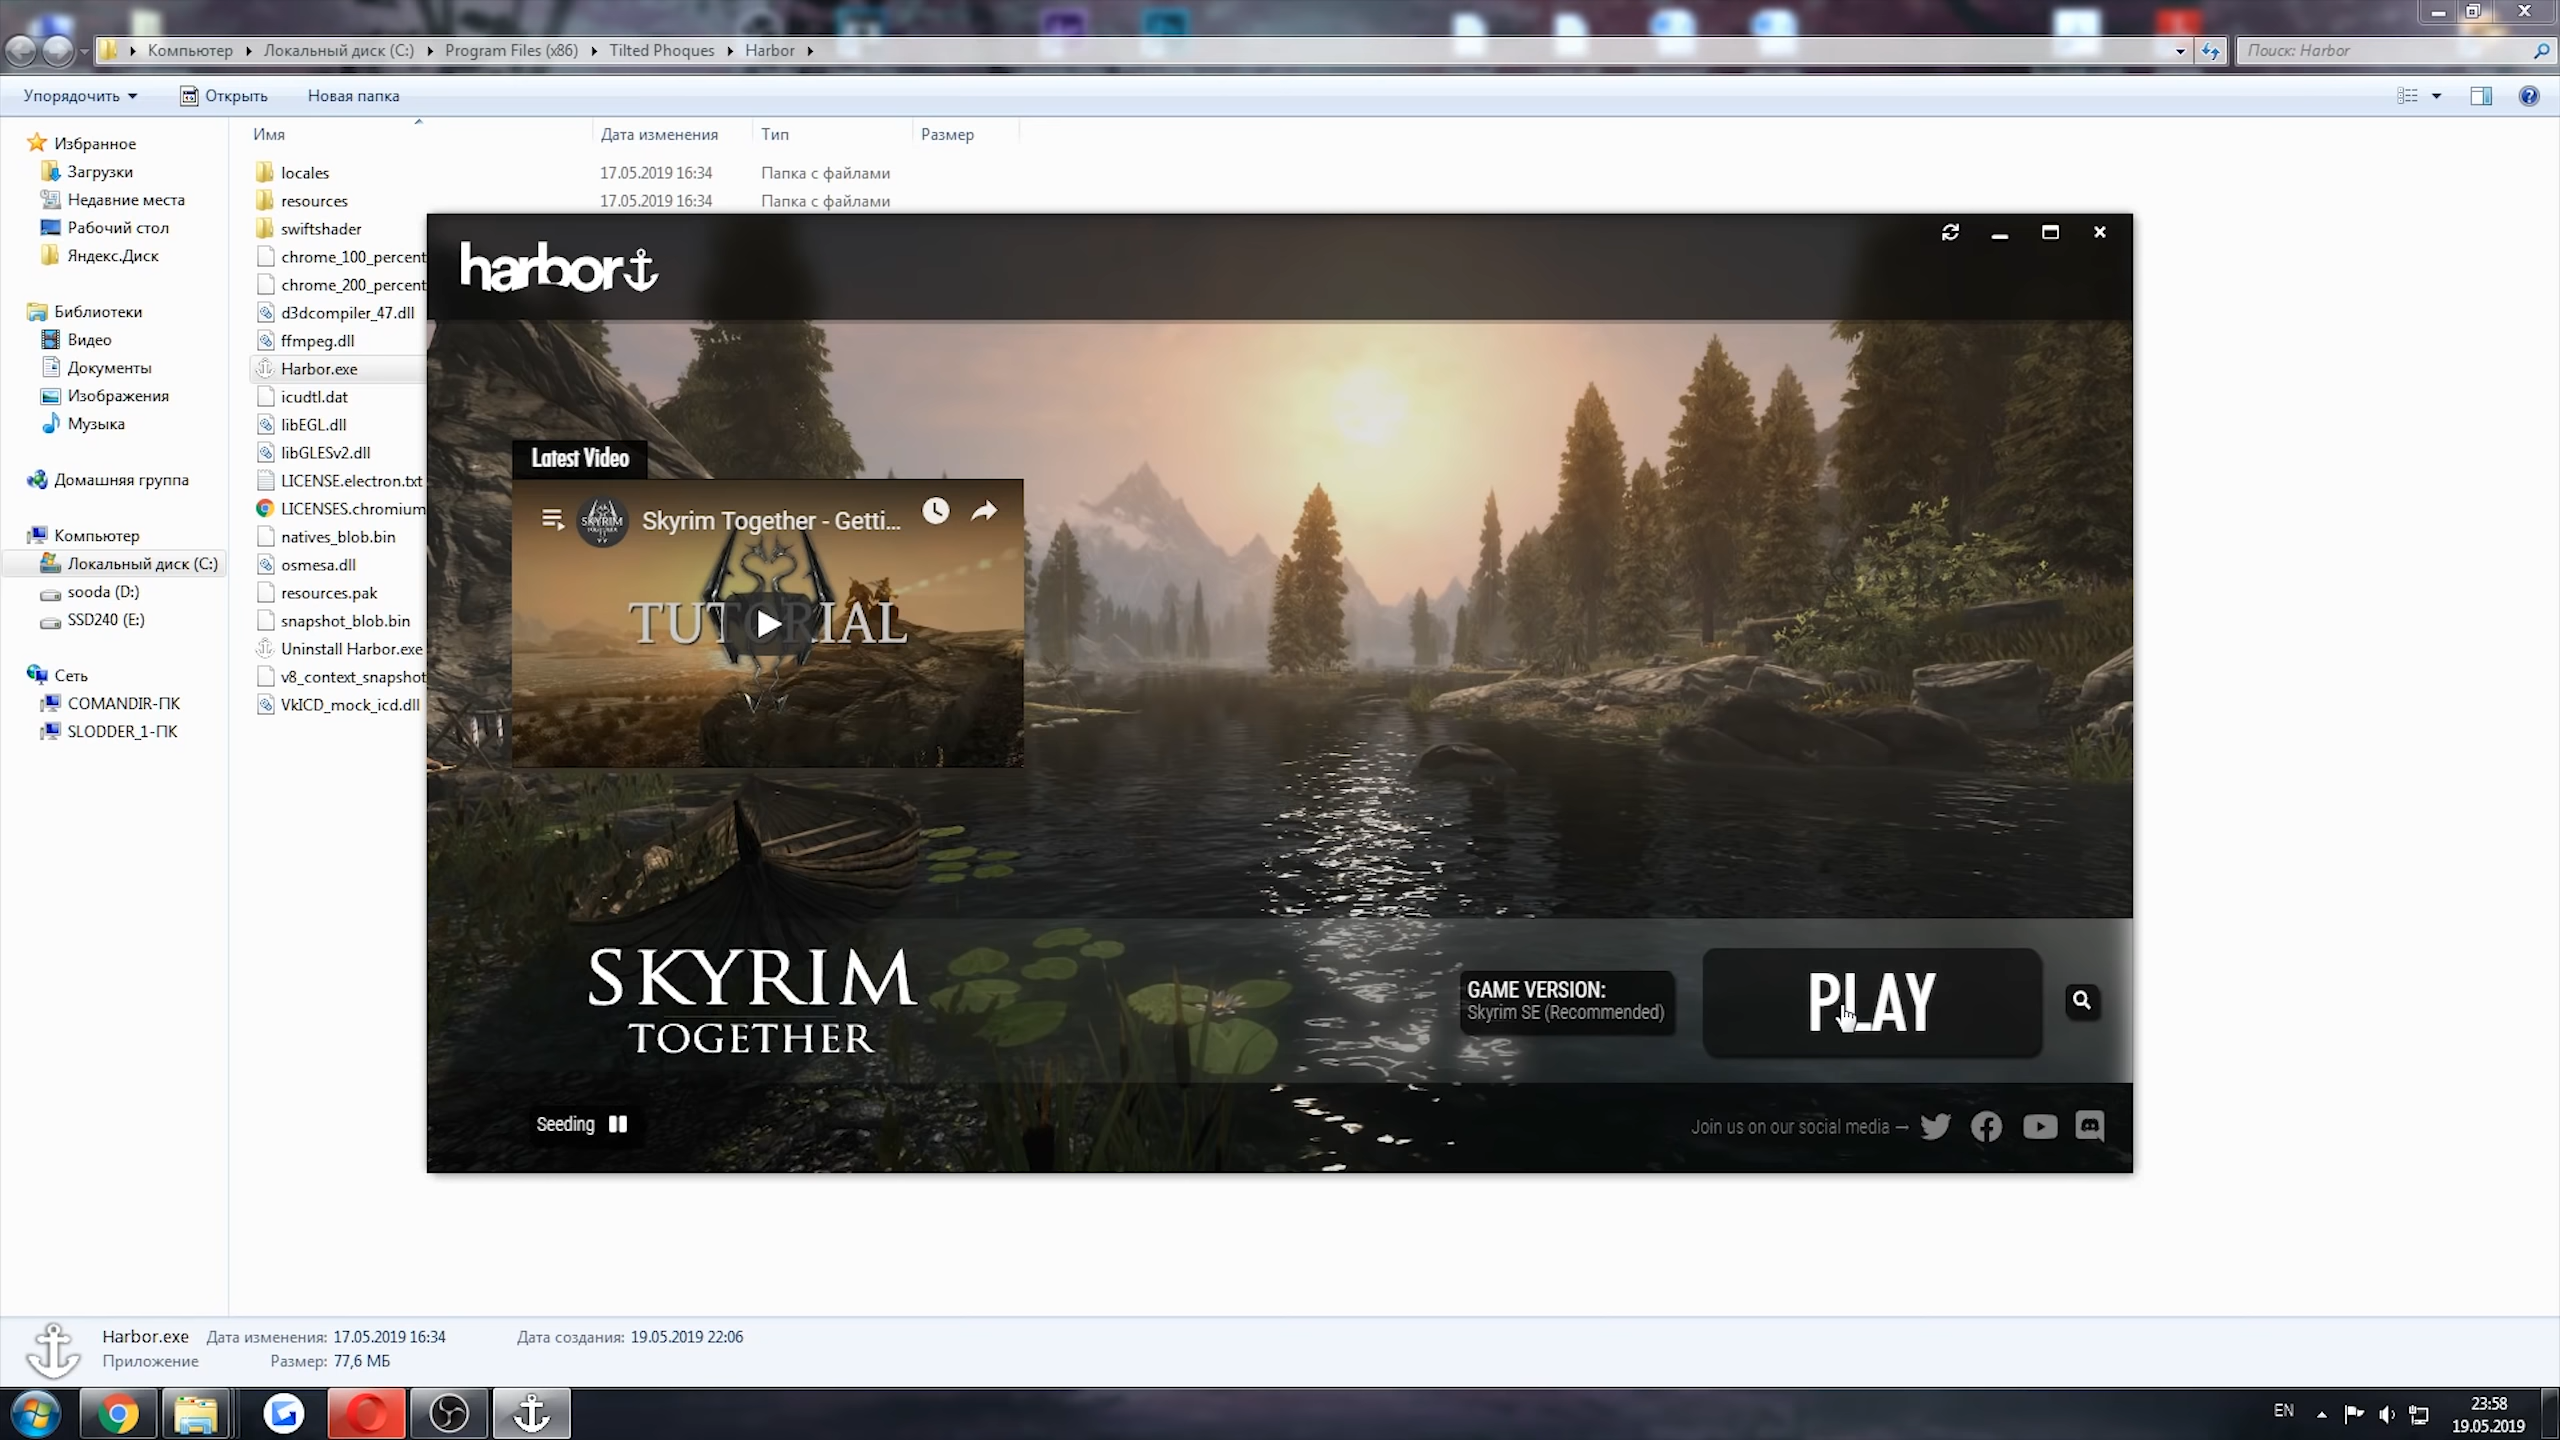 Компьютер
Локальный диск (C:)
Program Files (x86)
Tilted Phoques
Harbor
Поиск: Harbor
Упорядочить
Открыть
Новая папка
Имя
Дата изменения
Тип
Размер
Избранное
Загрузки
Недавние места
Рабочий стол
Яндекс.Диск
Библиотеки
Видео
Документы
Изображения
Музыка
Домашняя группа
Компьютер
Локальный диск (C:)
sooda (D:)
SSD240 (E:)
Сеть
COMANDIR-ПК
SLODDER_1-ПК
locales 17.05.2019 16:34 Папка с файлами
resources 17.05.2019 16:34 Папка с файлами
swiftshader
chrome_100_percent
chrome_200_percent
d3dcompiler_47.dll
ffmpeg.dll
Harbor.exe
icudtl.dat
libEGL.dll
libGLESv2.dll
LICENSE.electron.txt
LICENSES.chromium
natives_blob.bin
osmesa.dll
resources.pak
snapshot_blob.bin
Uninstall Harbor.exe
v8_context_snapshot
VkICD_mock_icd.dll
harbor
Latest Video
SKYRIM
TOGETHER
Skyrim Together - Getti...
TUTORIAL
SKYRIM
TOGETHER
GAME VERSION:
Skyrim SE (Recommended)
PLAY
Seeding
Join us on our social media –
Harbor.exe Дата изменения: 17.05.2019 16:34 Дата создания: 19.05.2019 22:06
Приложение Размер: 77,6 МБ
EN
23:58
19.05.2019